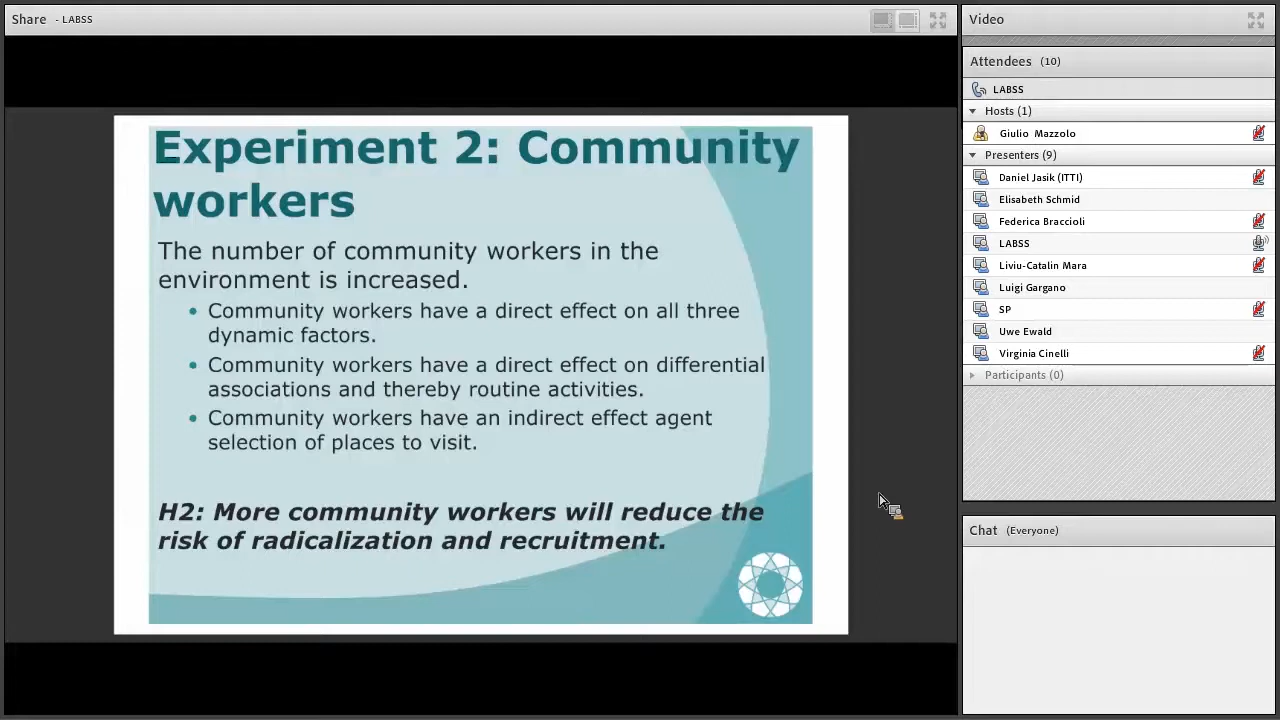 Share - LABSS
Experiment 2: Community
workers
The number of community workers in the
environment is increased.
• Community workers have a direct effect on all three
dynamic factors.
• Community workers have a direct effect on differential
associations and thereby routine activities.
• Community workers have an indirect effect agent
selection of places to visit.
H2: More community workers will reduce the
risk of radicalization and recruitment.
Video
Attendees (10)
LABSS
Hosts (1)
Giulio Mazzolo
Presenters (9)
Daniel Jasik (ITTI)
Elisabeth Schmid
Federica Braccioli
LABSS
Liviu-Catalin Mara
Luigi Gargano
SP
Uwe Ewald
Virginia Cinelli
Participants (0)
Chat (Everyone)